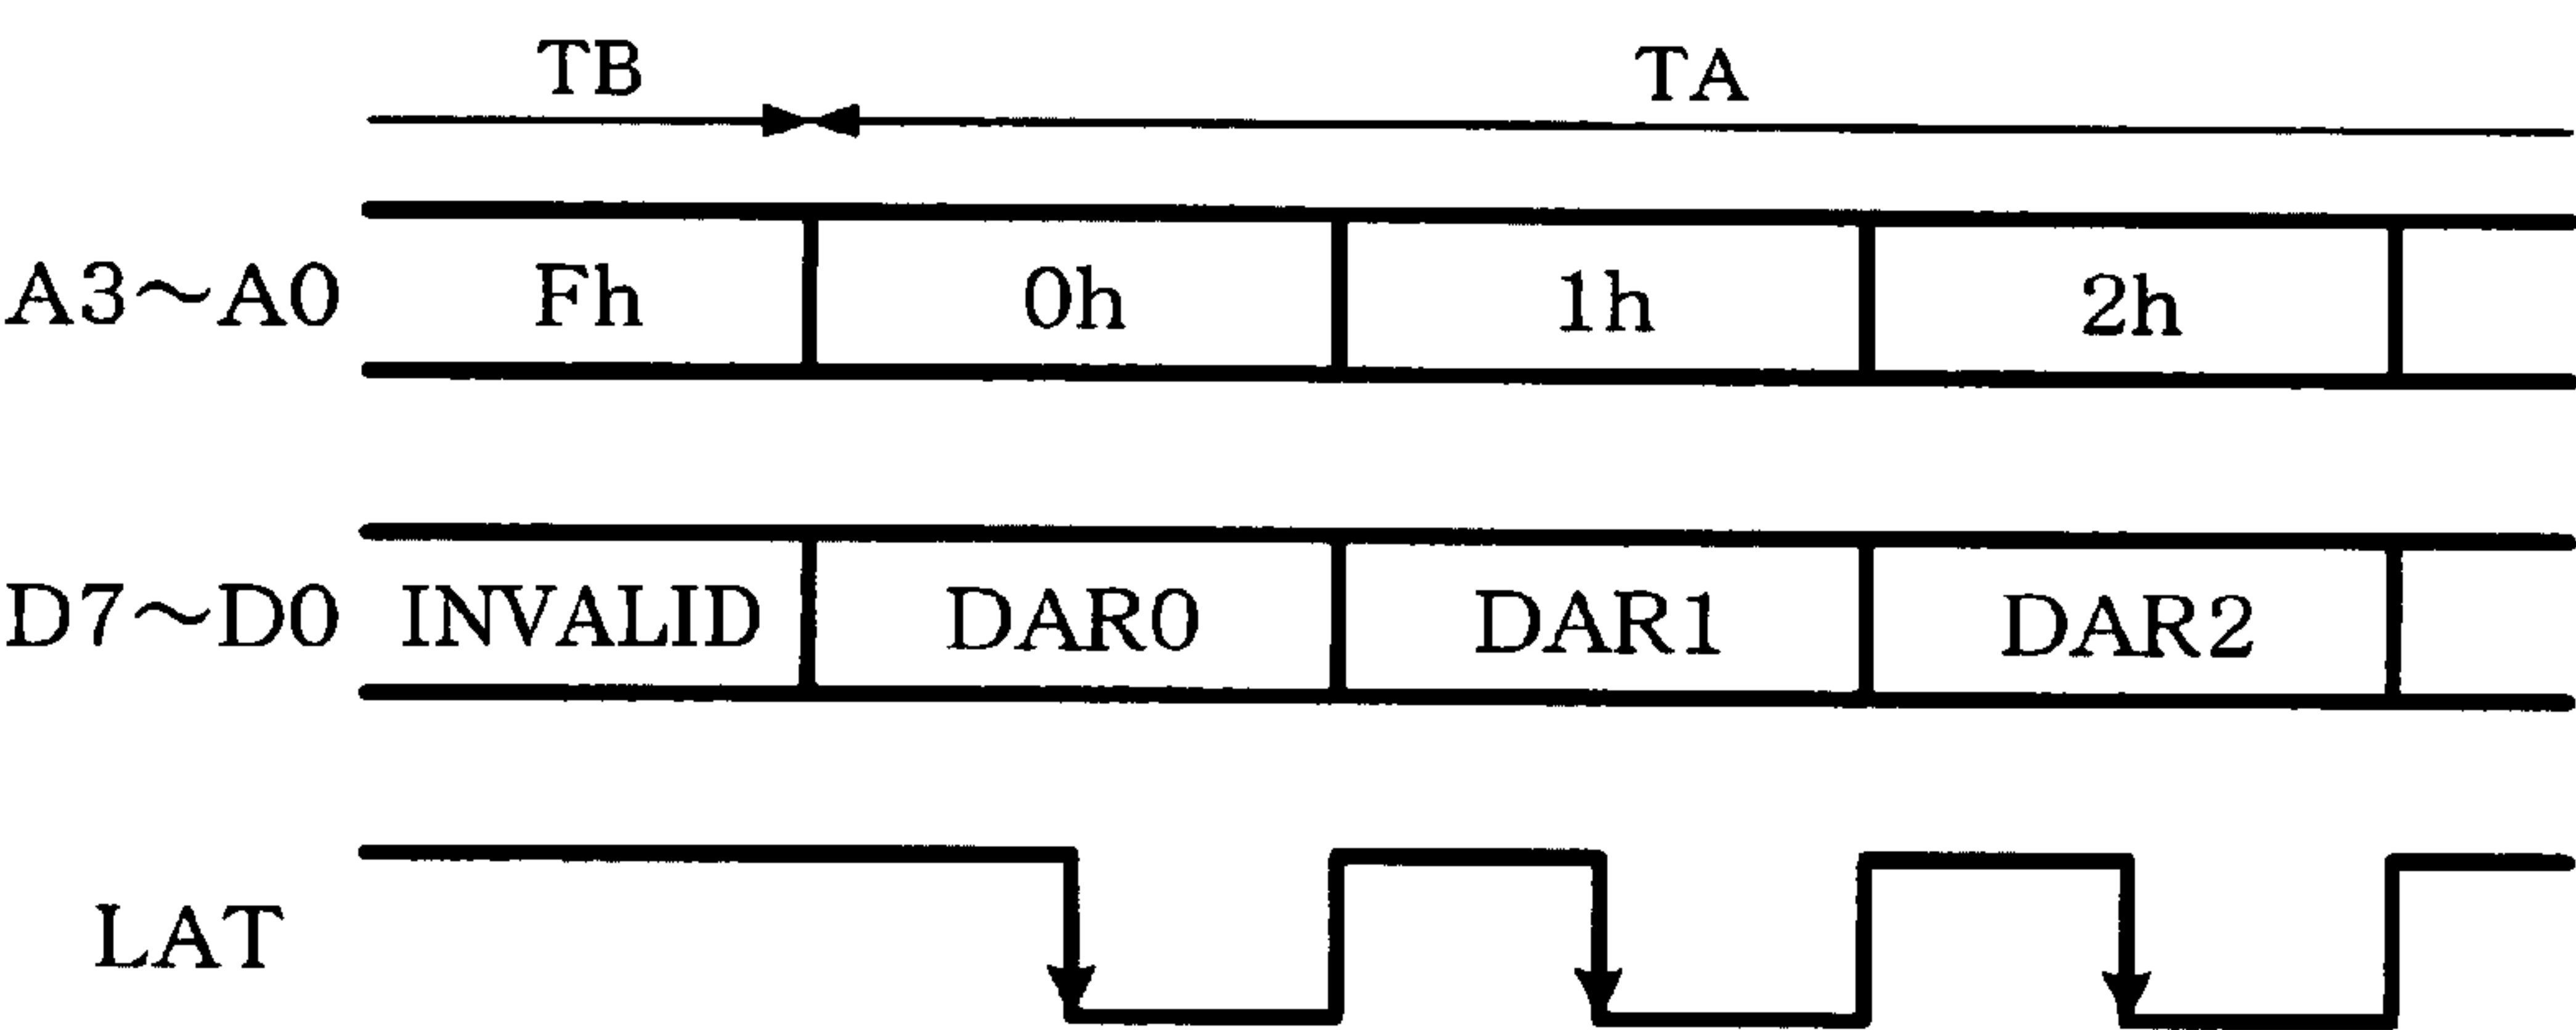 TB TA
A3～A0 Fh 0h 1h 2h
D7～D0 INVALID DAR0 DAR1 DAR2
LAT